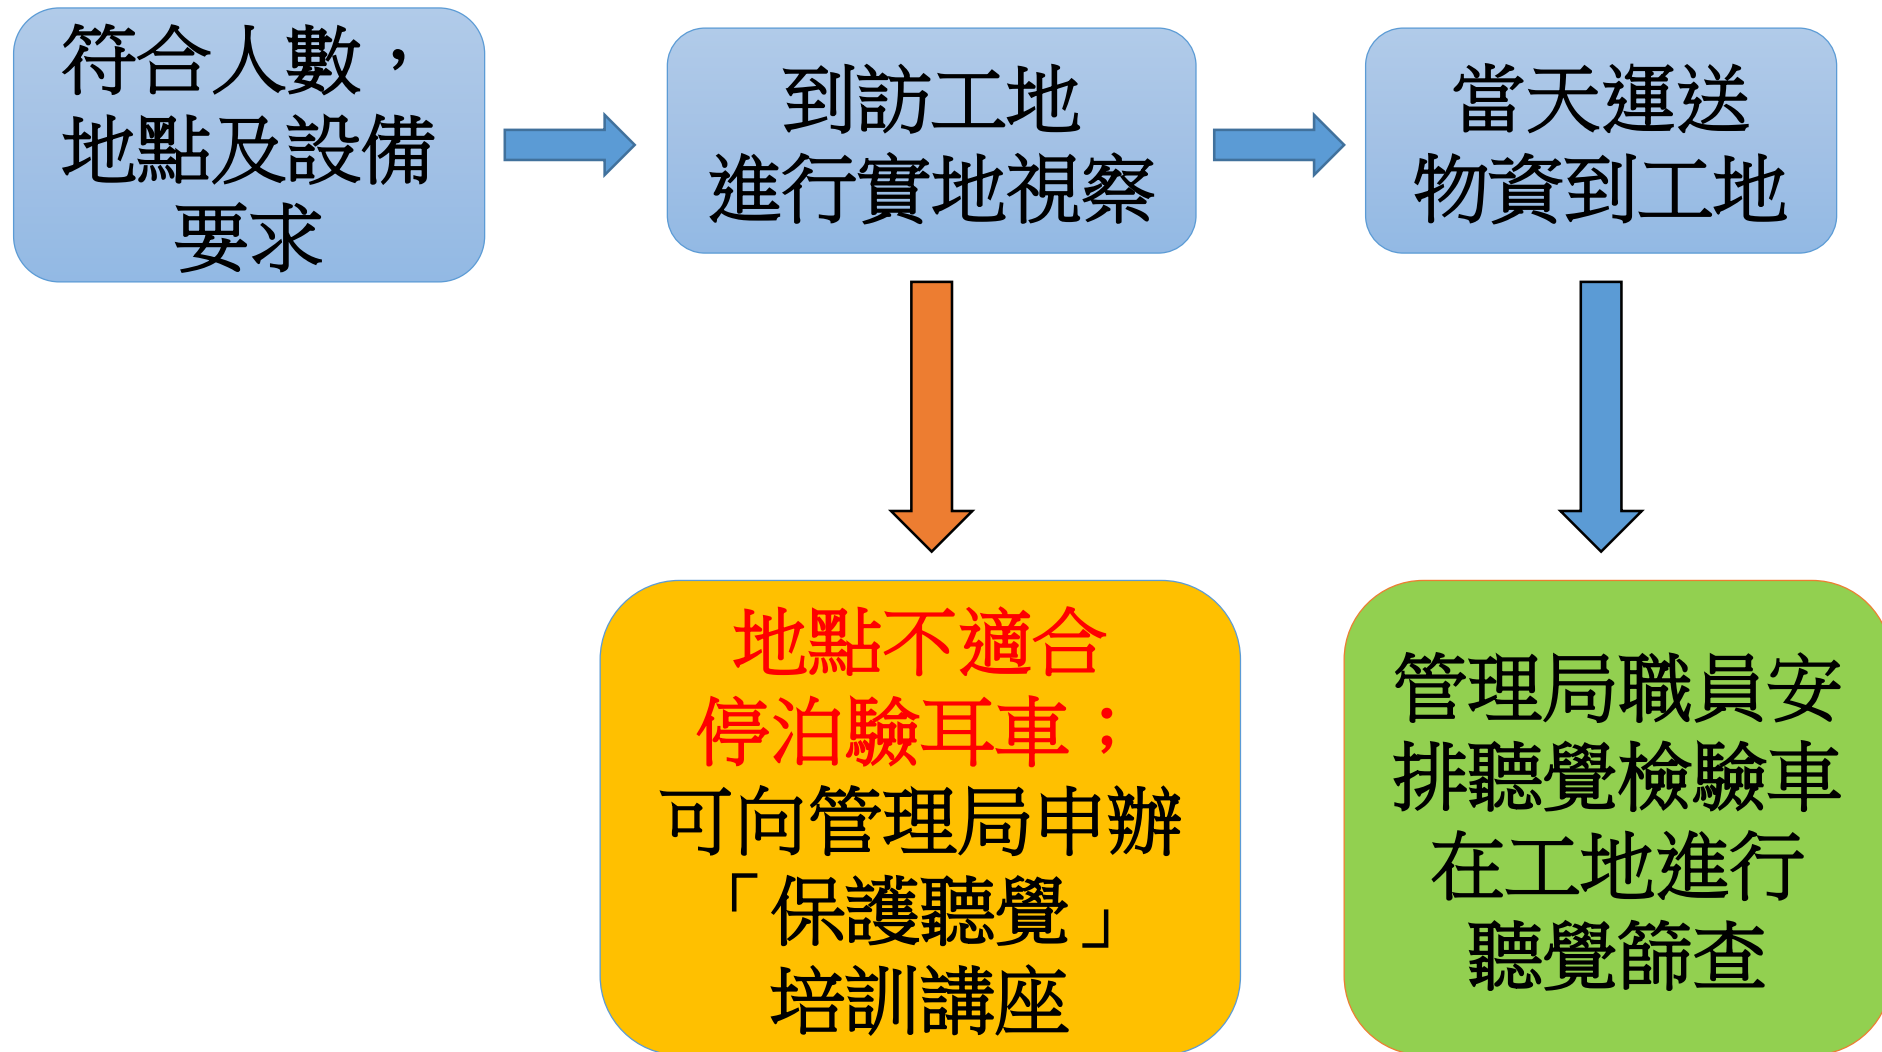 符合人數，
地點及設備
要求
到訪工地
進行實地視察
當天運送
物資到工地
地點不適合
停泊驗耳車；
可向管理局申辦
「保護聽覺」
培訓講座
管理局職員安
排聽覺檢驗車
在工地進行
聽覺篩查